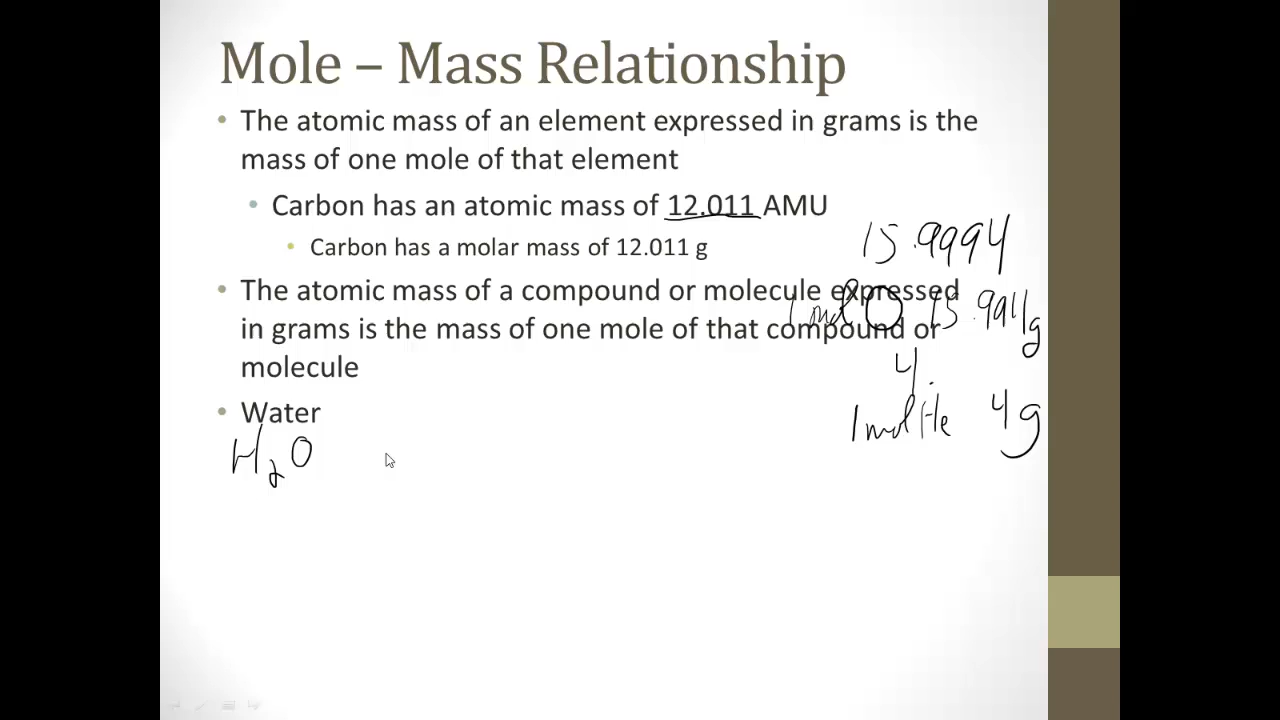 Mole – Mass Relationship
• The atomic mass of an element expressed in grams is the
mass of one mole of that element
• Carbon has an atomic mass of 12.011 AMU
15.9994
• Carbon has a molar mass of 12.011 g
• The atomic mass of a compound or molecule expressed
1 mol O 15.994g
in grams is the mass of one mole of that compound or
molecule
4.
• Water
1 mol He 4g
H₂O